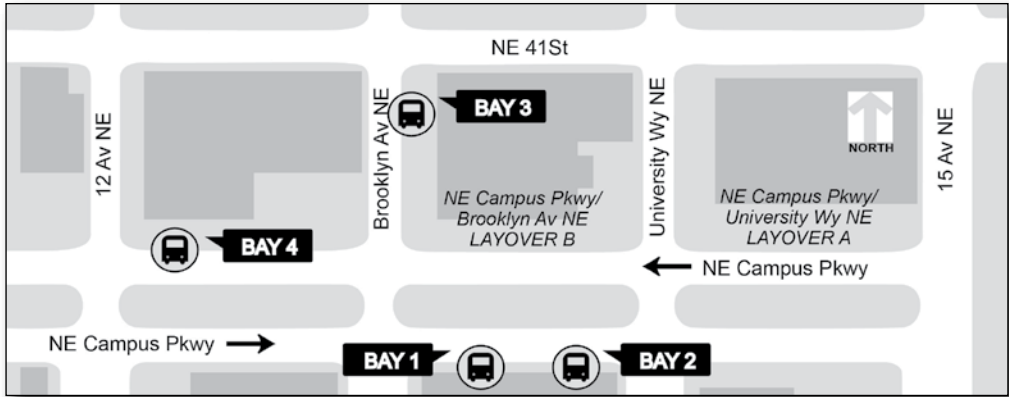 NE 41St
12 Av NE
Brooklyn Av NE
BAY 3
University Wy NE
NORTH
15 Av NE
NE Campus Pkwy/
Brooklyn Av NE
LAYOVER B
NE Campus Pkwy/
University Wy NE
LAYOVER A
BAY 4
NE Campus Pkwy
NE Campus Pkwy
BAY 1
BAY 2